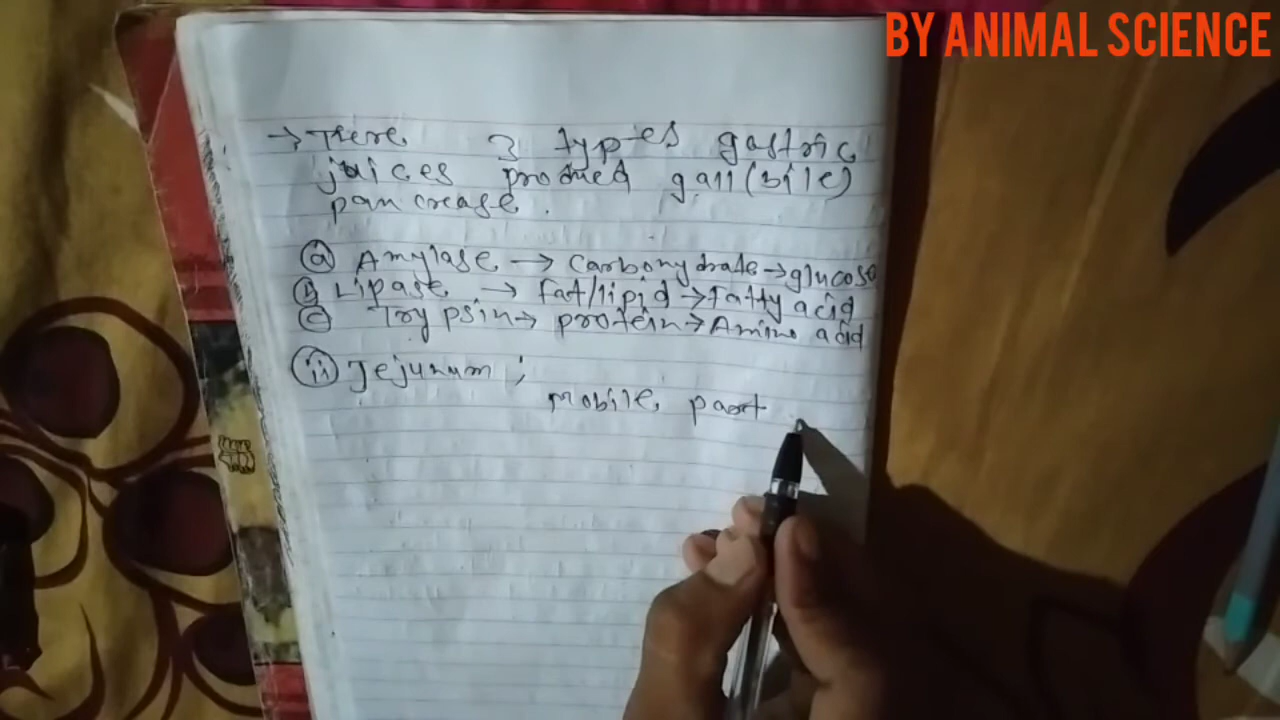 BY ANIMAL SCIENCE
→ There 3 types gastric
juices produed gall (bile)
pancrease.
(a) Amylase → carbohydrate → glucose
(b) Lipase → fat/lipid → fatty acid
(c) Trypsin → protein → Amino acid
(ii) Jejunum ;
mobile part